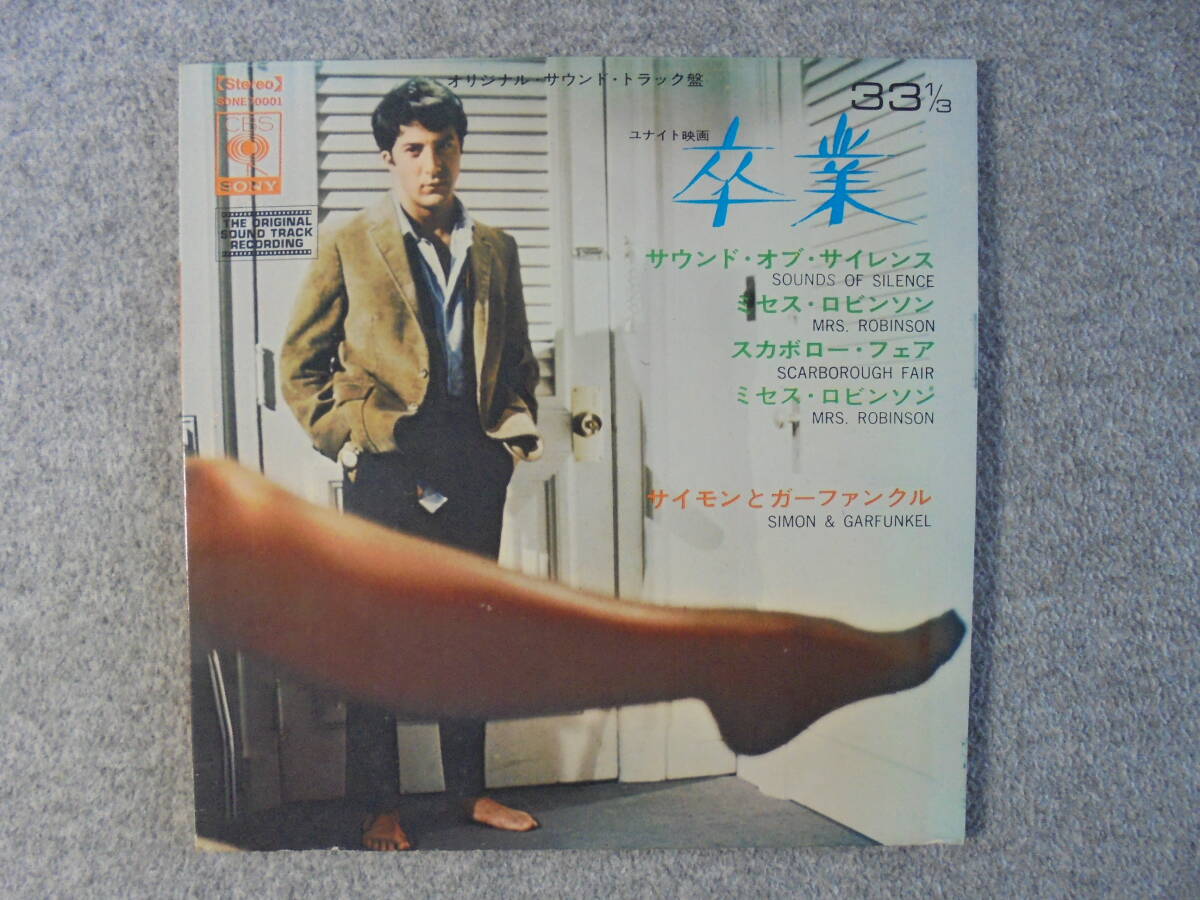 オリジナル・サウンド・トラック盤
33 1/3
【Stereo】
SONE70001
CBS
SONY
THE ORIGINAL
SOUND TRACK
RECORDING
ユナイト映画
卒業
サウンド・オブ・サイレンス
SOUNDS OF SILENCE
ミセス・ロビンソン
MRS. ROBINSON
スカボロー・フェア
SCARBOROUGH FAIR
ミセス・ロビンソン
MRS. ROBINSON
サイモンとガーファンクル
SIMON & GARFUNKEL